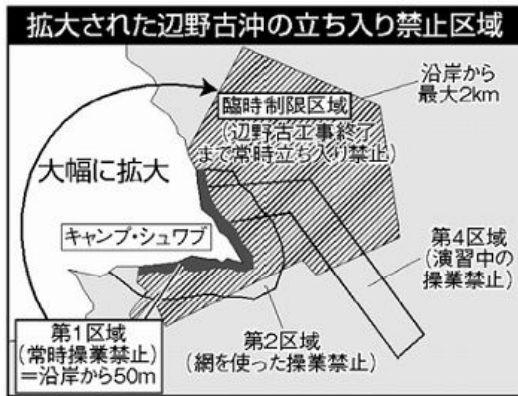 拡大された辺野古沖の立ち入り禁止区域
沿岸から
最大2km
臨時制限区域
(辺野古工事終了
まで常時立ち入り禁止)
大幅に拡大
キャンプ・シュワブ
第4区域
(演習中の
操業禁止)
第1区域
(常時操業禁止)
=沿岸から50m
第2区域
(網を使った操業禁止)